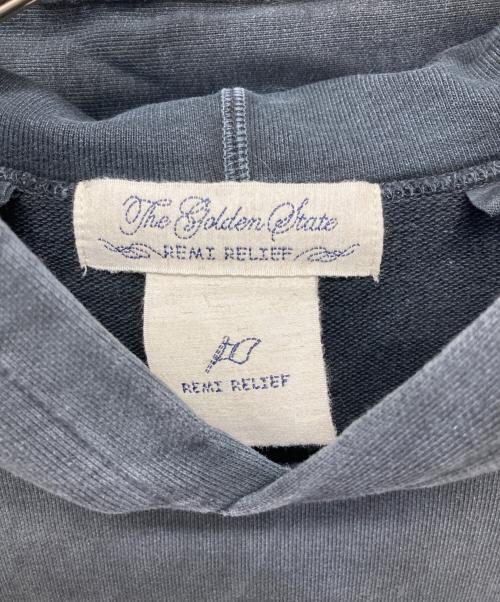 The Golden State
REMI RELIEF
REMI RELIEF